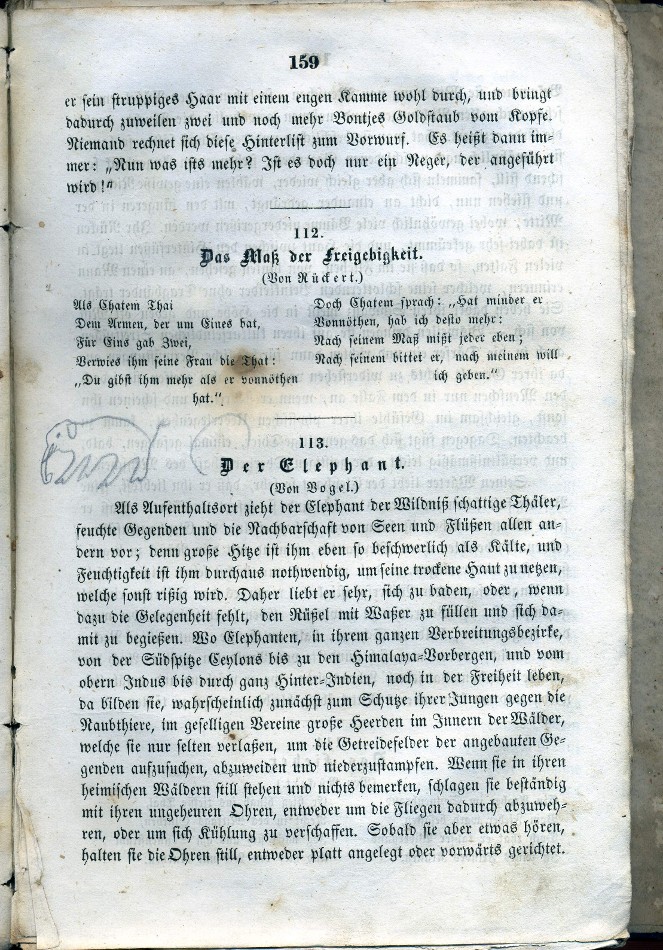 159
er sein struppiges Haar mit einem engen Kamme wohl durch, und bringt
dadurch zuweilen zwei und noch mehr Bontjes Goldstaub vom Kopfe.
Niemand rechnet sich diese Hinterlist zum Vorwurf. Es heißt dann im-
mer: „Nun was ists mehr? Ist es doch nur ein Neger, der angeführt
wird!"
112.
Das Maß der Freigebigkeit.
(Von Rückert.)
Als Chatem Thai
Dem Armen, der um Eines bat,
Für Eins gab Zwei,
Verwies ihm seine Frau die That:
„Du gibst ihm mehr als er vonnöthen
hat."
Doch Chatem sprach: „Hat minder er
Vonnöthen, hab ich desto mehr:
Nach seinem Maß mißt jeder eben;
Nach seinem bittet er, nach meinem will
ich geben."
113.
Der Elephant.
(Von Vogel.)
Als Aufenthaltsort zieht der Elephant der Wildniß schattige Thäler,
feuchte Gegenden und die Nachbarschaft von Seen und Flüßen allen an-
dern vor; denn große Hitze ist ihm eben so beschwerlich als Kälte, und
Feuchtigkeit ist ihm durchaus nothwendig, um seine trockene Haut zu netzen,
welche sonst rißig wird. Daher liebt er sehr, sich zu baden, oder, wenn
dazu die Gelegenheit fehlt, den Rüßel mit Waßer zu füllen und sich da-
mit zu begießen. Wo Elephanten, in ihrem ganzen Verbreitungsbezirke,
von der Südspitze Ceylons bis zu den Himalaya-Vorbergen, und vom
obern Indus bis durch ganz Hinter-Indien, noch in der Freiheit leben,
da bilden sie, wahrscheinlich zunächst zum Schutze ihrer Jungen gegen die
Raubthiere, im geselligen Vereine große Heerden im Innern der Wälder,
welche sie nur selten verlaßen, um die Getreidefelder der angebauten Ge-
genden aufzusuchen, abzuweiden und niederzustampfen. Wenn sie in ihren
heimischen Wäldern still stehen und nichts bemerken, schlagen sie beständig
mit ihren ungeheuren Ohren, entweder um die Fliegen dadurch abzuweh-
ren, oder um sich Kühlung zu verschaffen. Sobald sie aber etwas hören,
halten sie die Ohren still, entweder platt angelegt oder vorwärts gerichtet.